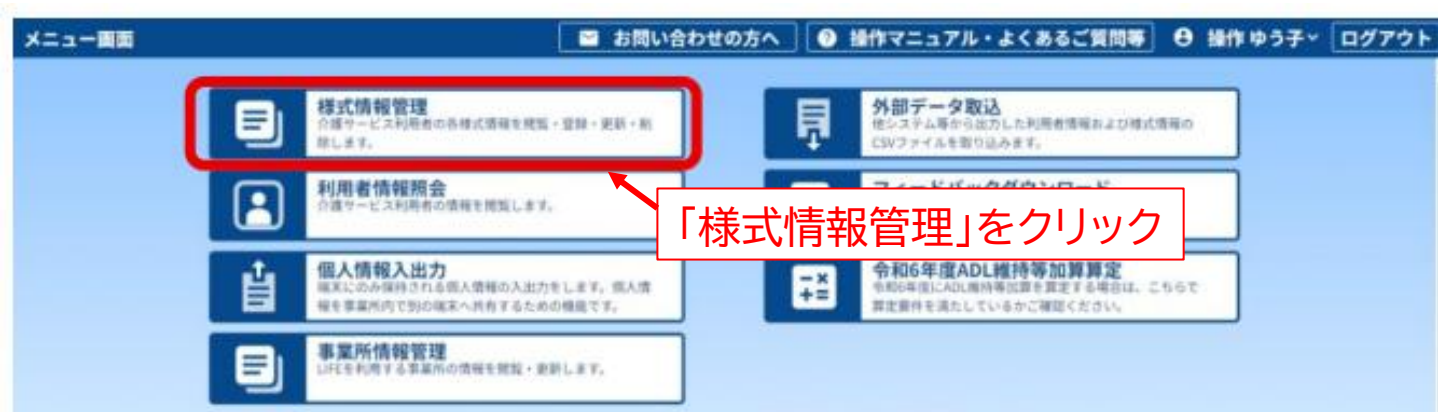 メニュー画面
お問い合わせの方へ
操作マニュアル・よくあるご質問等
操作 ゆう子
ログアウト
様式情報管理
介護サービス利用者の各様式情報を閲覧・登録・更新・削
除します。
外部データ取込
他システム等から出力した利用者情報および様式情報の
CSVファイルを取り込みます。
利用者情報照会
介護サービス利用者の情報を閲覧します。
フィードバックダウンロード
「様式情報管理」をクリック
個人情報入出力
端末にのみ保持される個人情報の入出力をします。個人情
報を事業所内で別の端末へ共有するための機能です。
令和6年度ADL維持等加算算定
令和6年度にADL維持等加算を算定する場合は、こちらで
算定要件を満たしているかご確認ください。
事業所情報管理
LIFEを利用する事業所の情報を閲覧・更新します。